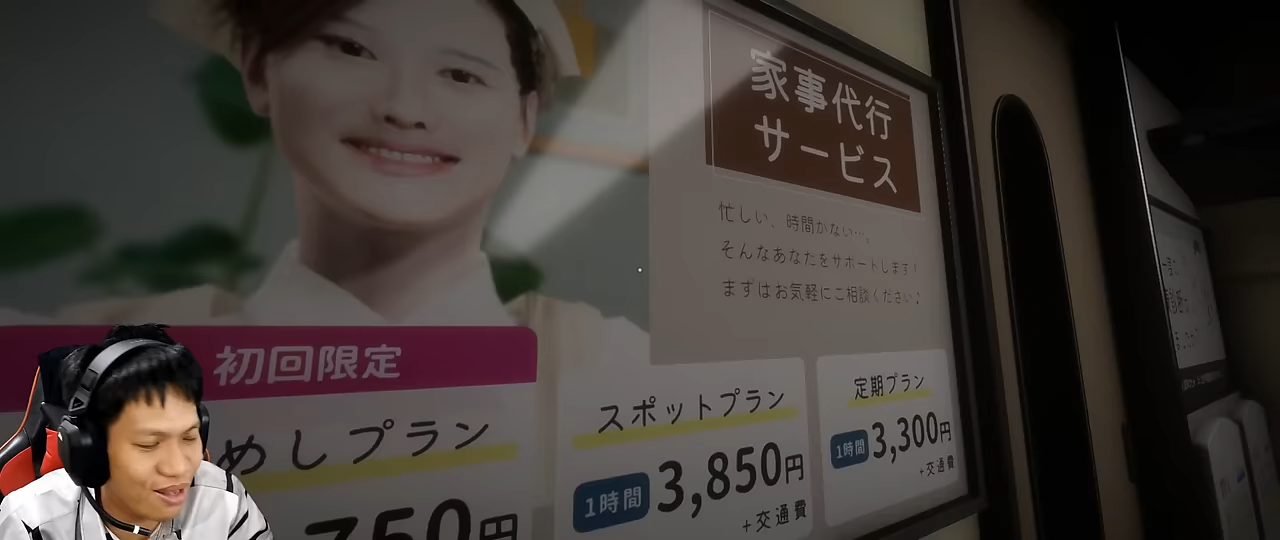 家事代行
サービス
忙しい、時間がない…、
そんなあなたをサポートします!
まずはお気軽にご相談ください♪
初回限定
めしプラン
750円
スポットプラン
1時間 3,850円
+交通費
定期プラン
1時間 3,300円
+交通費